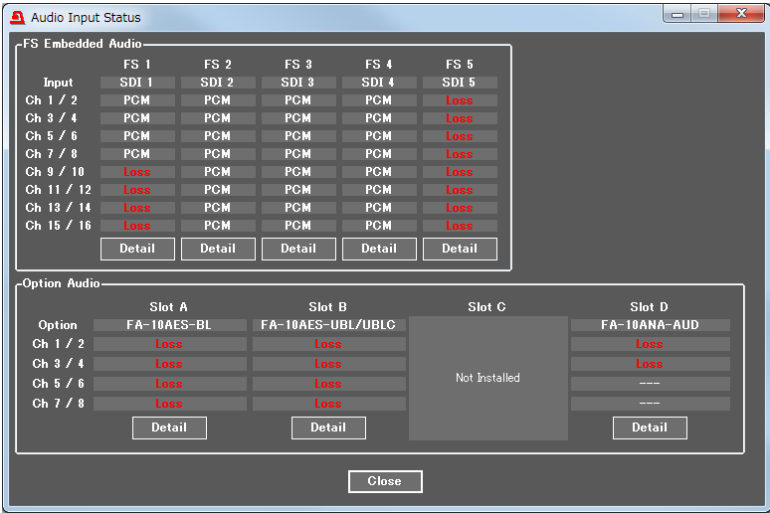 Audio Input Status
FS Embedded Audio
FS 1 FS 2 FS 3 FS 4 FS 5
Input SDI 1 SDI 2 SDI 3 SDI 4 SDI 5
Ch 1 / 2 PCM PCM PCM PCM Loss
Ch 3 / 4 PCM PCM PCM PCM Loss
Ch 5 / 6 PCM PCM PCM PCM Loss
Ch 7 / 8 PCM PCM PCM PCM Loss
Ch 9 / 10 Loss PCM PCM PCM Loss
Ch 11 / 12 Loss PCM PCM PCM Loss
Ch 13 / 14 Loss PCM PCM PCM Loss
Ch 15 / 16 Loss PCM PCM PCM Loss
Detail Detail Detail Detail Detail
Option Audio
Slot A Slot B Slot C Slot D
Option FA-10AES-BL FA-10AES-UBL/UBLC FA-10ANA-AUD
Ch 1 / 2 Loss Loss Loss
Ch 3 / 4 Loss Loss Loss
Not Installed
Ch 5 / 6 Loss Loss ---
Ch 7 / 8 Loss Loss ---
Detail Detail Detail
Close